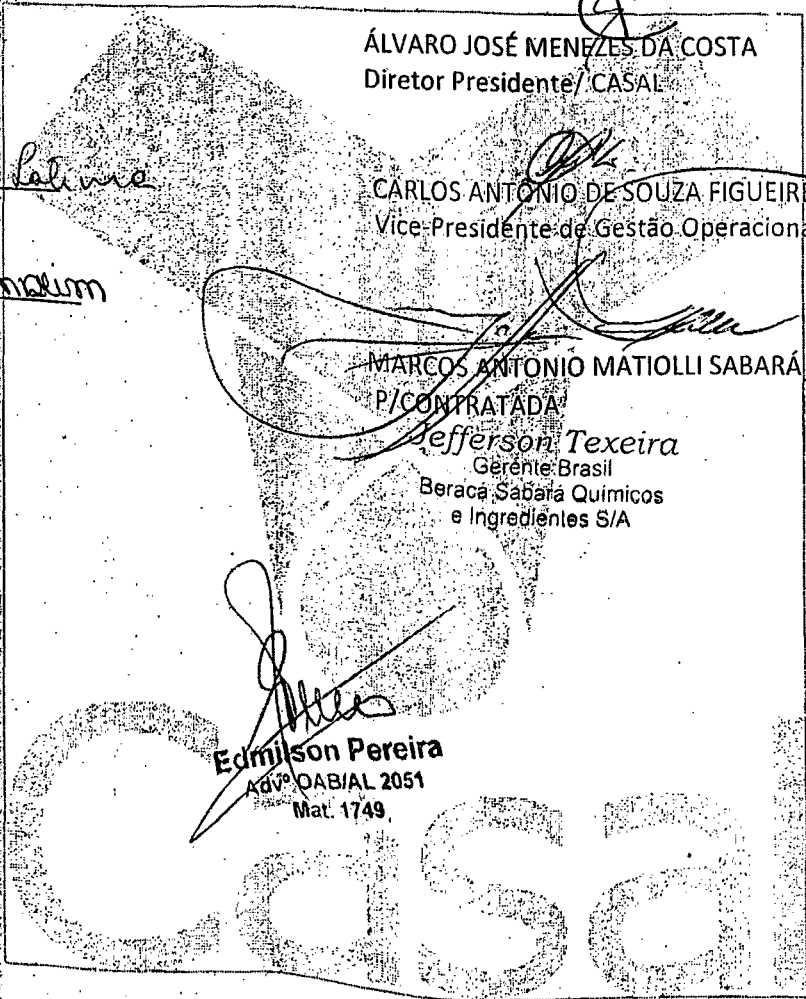 ÁLVARO JOSÉ MENEZES DA COSTA
Diretor Presidente/ CASAL
CARLOS ANTÔNIO DE SOUZA FIGUEIR
Vice-Presidente de Gestão Operaciona
MARCOS ANTONIO MATIOLLI SABARÁ
P/CONTRATADA
Jefferson Texeira
Gerente Brasil
Beraca Sabará Químicos
e Ingredientes S/A
Edmilson Pereira
Advº OAB/AL 2051
Mat. 1749
Casal